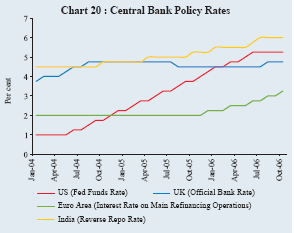 Chart 20 : Central Bank Policy Rates
7
6
5
4
3
2
1
0
Per cent
Jan-04
Apr-04
Jul-04
Oct-04
Jan-05
Apr-05
Jul-05
Oct-05
Jan-06
Apr-06
Jul-06
Oct-06
US (Fed Funds Rate) UK (Official Bank Rate)
Euro Area (Interest Rate on Main Refinancing Operations)
India (Reverse Repo Rate)